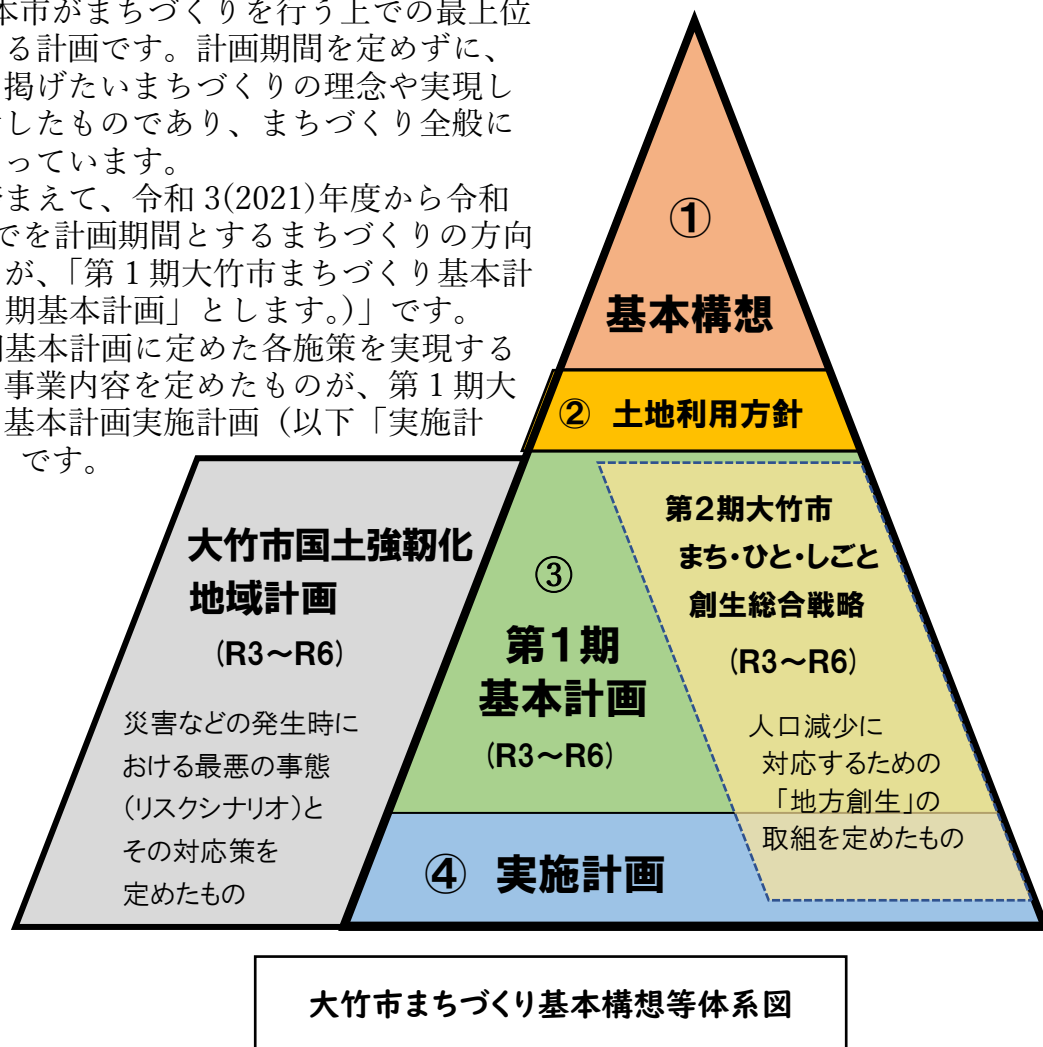 本市がまちづくりを行う上での最上位
る計画です。計画期間を定めずに、
掲げたいまちづくりの理念や実現し
したものであり、まちづくり全般に
っています。
まえて、令和 3(2021)年度から令和
でを計画期間とするまちづくりの方向
が、「第 1 期大竹市まちづくり基本計
期基本計画」とします。)」です。
基本計画に定めた各施策を実現する
事業内容を定めたものが、第 1 期大
基本計画実施計画（以下「実施計
です。
①
基本構想
② 土地利用方針
大竹市国土強靭化
地域計画
(R3～R6)
災害などの発生時に
おける最悪の事態
(リスクシナリオ)と
その対応策を
定めたもの
③
第1期
基本計画
(R3～R6)
第2期大竹市
まち・ひと・しごと
創生総合戦略
(R3～R6)
人口減少に
対応するための
「地方創生」の
取組を定めたもの
④ 実施計画
大竹市まちづくり基本構想等体系図